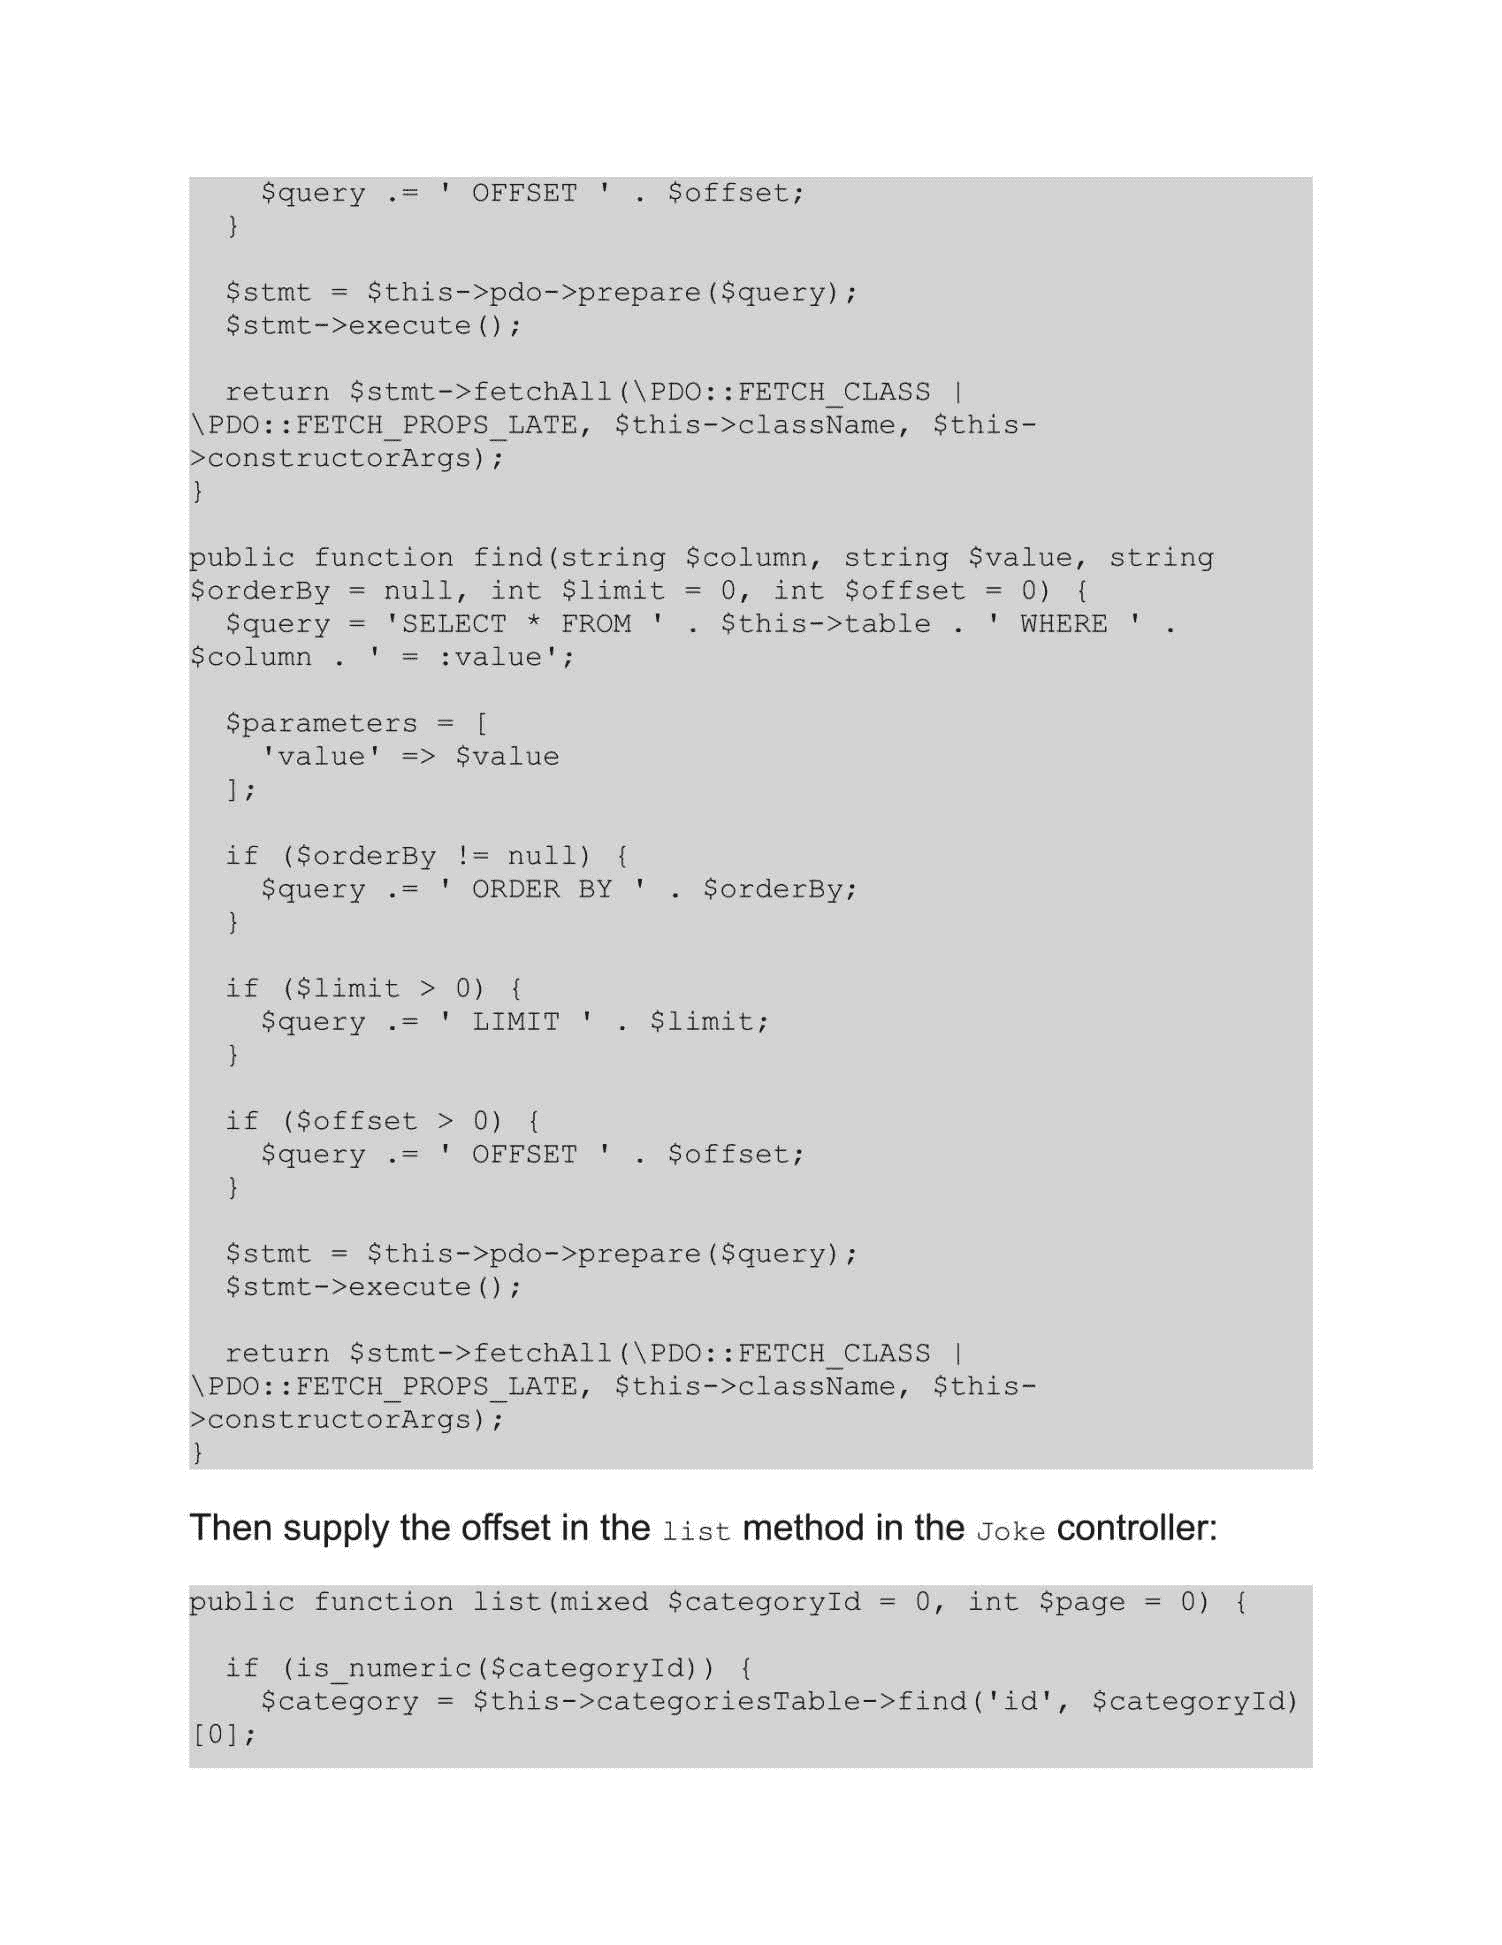 $query .= ' OFFSET ' . $offset;
  }

  $stmt = $this->pdo->prepare($query);
  $stmt->execute();

  return $stmt->fetchAll(\PDO::FETCH_CLASS |
\PDO::FETCH_PROPS_LATE, $this->className, $this-
>constructorArgs);
}

public function find(string $column, string $value, string
$orderBy = null, int $limit = 0, int $offset = 0) {
  $query = 'SELECT * FROM ' . $this->table . ' WHERE ' .
$column . ' = :value';

  $parameters = [
    'value' => $value
  ];

  if ($orderBy != null) {
    $query .= ' ORDER BY ' . $orderBy;
  }

  if ($limit > 0) {
    $query .= ' LIMIT ' . $limit;
  }

  if ($offset > 0) {
    $query .= ' OFFSET ' . $offset;
  }

  $stmt = $this->pdo->prepare($query);
  $stmt->execute();

  return $stmt->fetchAll(\PDO::FETCH_CLASS |
\PDO::FETCH_PROPS_LATE, $this->className, $this-
>constructorArgs);
}

Then supply the offset in the list method in the Joke controller:

public function list(mixed $categoryId = 0, int $page = 0) {

  if (is_numeric($categoryId)) {
    $category = $this->categoriesTable->find('id', $categoryId)
[0];